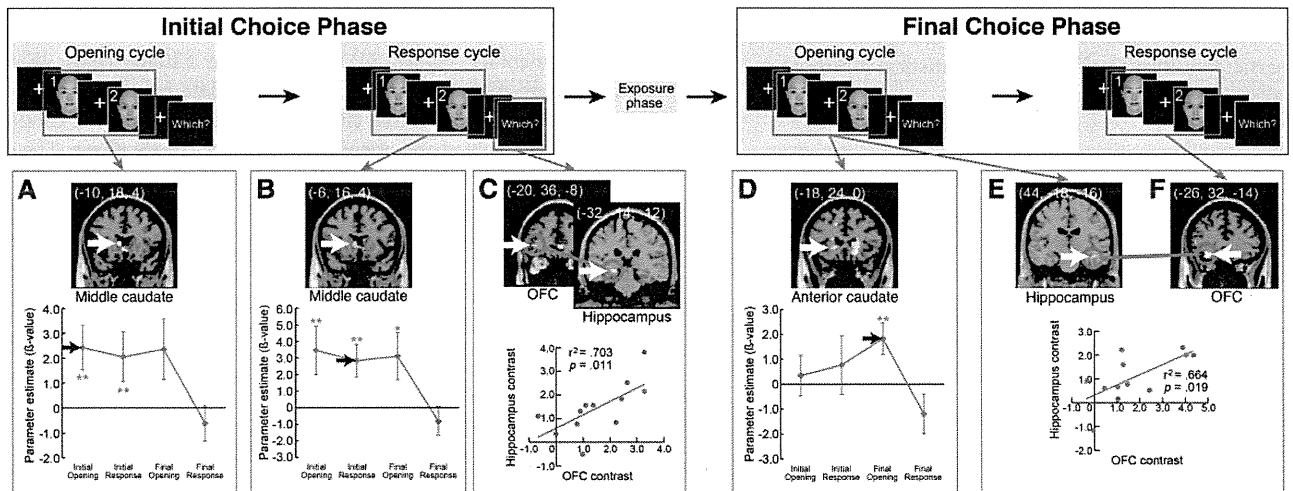 Initial Choice Phase
Final Choice Phase
Opening cycle
Response cycle
Opening cycle
Response cycle
+ 1 + 2 + Which?
+ 1 + 2 + Which?
Exposure
phase
+ 1 + 2 + Which?
+ 1 + 2 + Which?
A
(-10, 18, 4)
Middle caudate
Parameter estimate (ß-value)
4.0
3.0
2.0
1.0
0
-1.0
-2.0
**
**
Initial
Opening
Initial
Response
Final
Opening
Final
Response
B
(-6, 16, 4)
Middle caudate
Parameter estimate (ß-value)
6.0
5.0
4.0
3.0
2.0
1.0
0
-1.0
-2.0
-3.0
**
**
*
Initial
Opening
Initial
Response
Final
Opening
Final
Response
C
(-20, 36, -8)
(-32, -14, -12)
OFC
Hippocampus
Hippocampus contrast
4.0
3.0
2.0
1.0
-1.0
r² = .703
p = .011
-1.0
0
1.0
2.0
3.0
4.0
OFC contrast
D
(-18, 24, 0)
Anterior caudate
Parameter estimate (ß-value)
3.0
2.0
1.0
0
-1.0
-2.0
-3.0
**
Initial
Opening
Initial
Response
Final
Opening
Final
Response
E
(44, -18, -16)
Hippocampus
F
(-26, 32, -14)
OFC
Hippocampus contrast
4.0
3.0
2.0
1.0
0
-1.0
-2.0
r² = .664
p = .019
1.0
2.0
3.0
4.0
5.0
OFC contrast